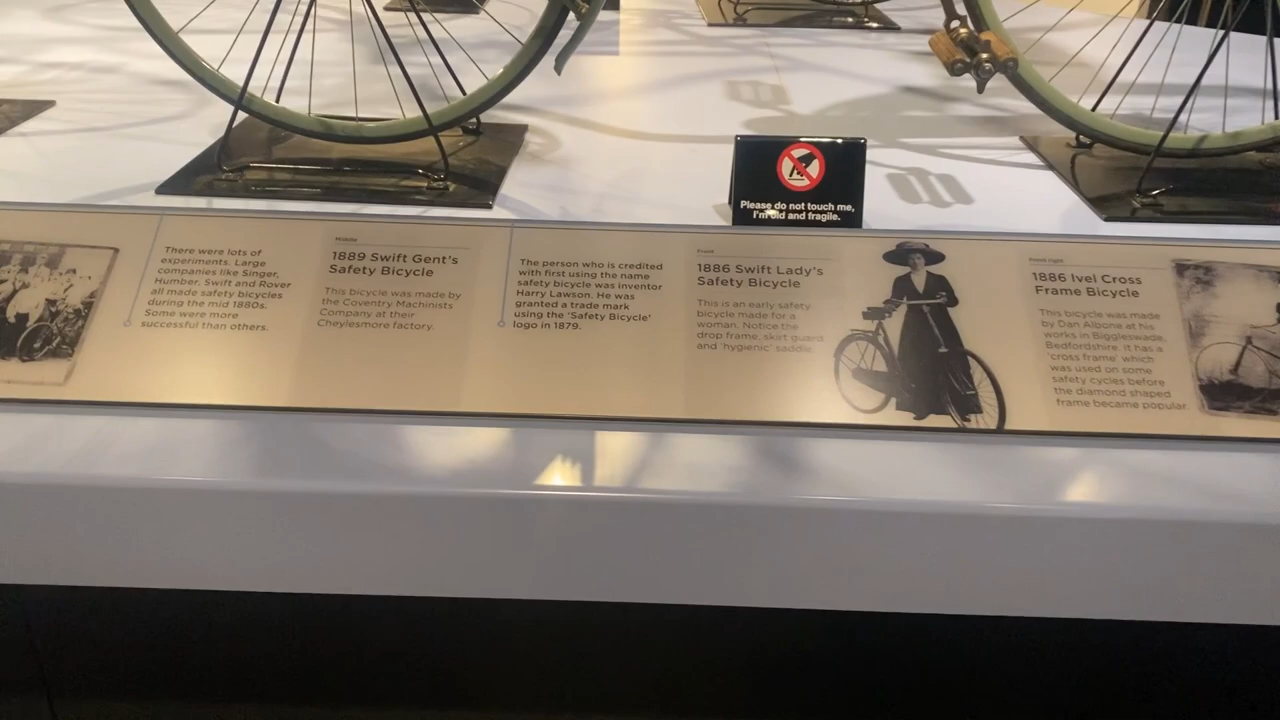 Please do not touch me,
I'm old and fragile.
There were lots of
experiments. Large
companies like Singer,
Humber, Swift and Rover
all made safety bicycles
during the mid 1880s.
Some were more
successful than others.
Middle
1889 Swift Gent's
Safety Bicycle
This bicycle was made by
the Coventry Machinists
Company at their
Cheylesmore factory.
The person who is credited
with first using the name
safety bicycle was inventor
Harry Lawson. He was
granted a trade mark
using the 'Safety Bicycle'
logo in 1879.
Front
1886 Swift Lady's
Safety Bicycle
This is an early safety
bicycle made for a
woman. Notice the
drop frame, skirt guard
and 'hygienic' saddle.
Front right
1886 Ivel Cross
Frame Bicycle
This bicycle was made
by Dan Albone at his
works in Biggleswade,
Bedfordshire. It has a
'cross frame' which
was used on some
safety cycles before
the diamond shaped
frame became popular.